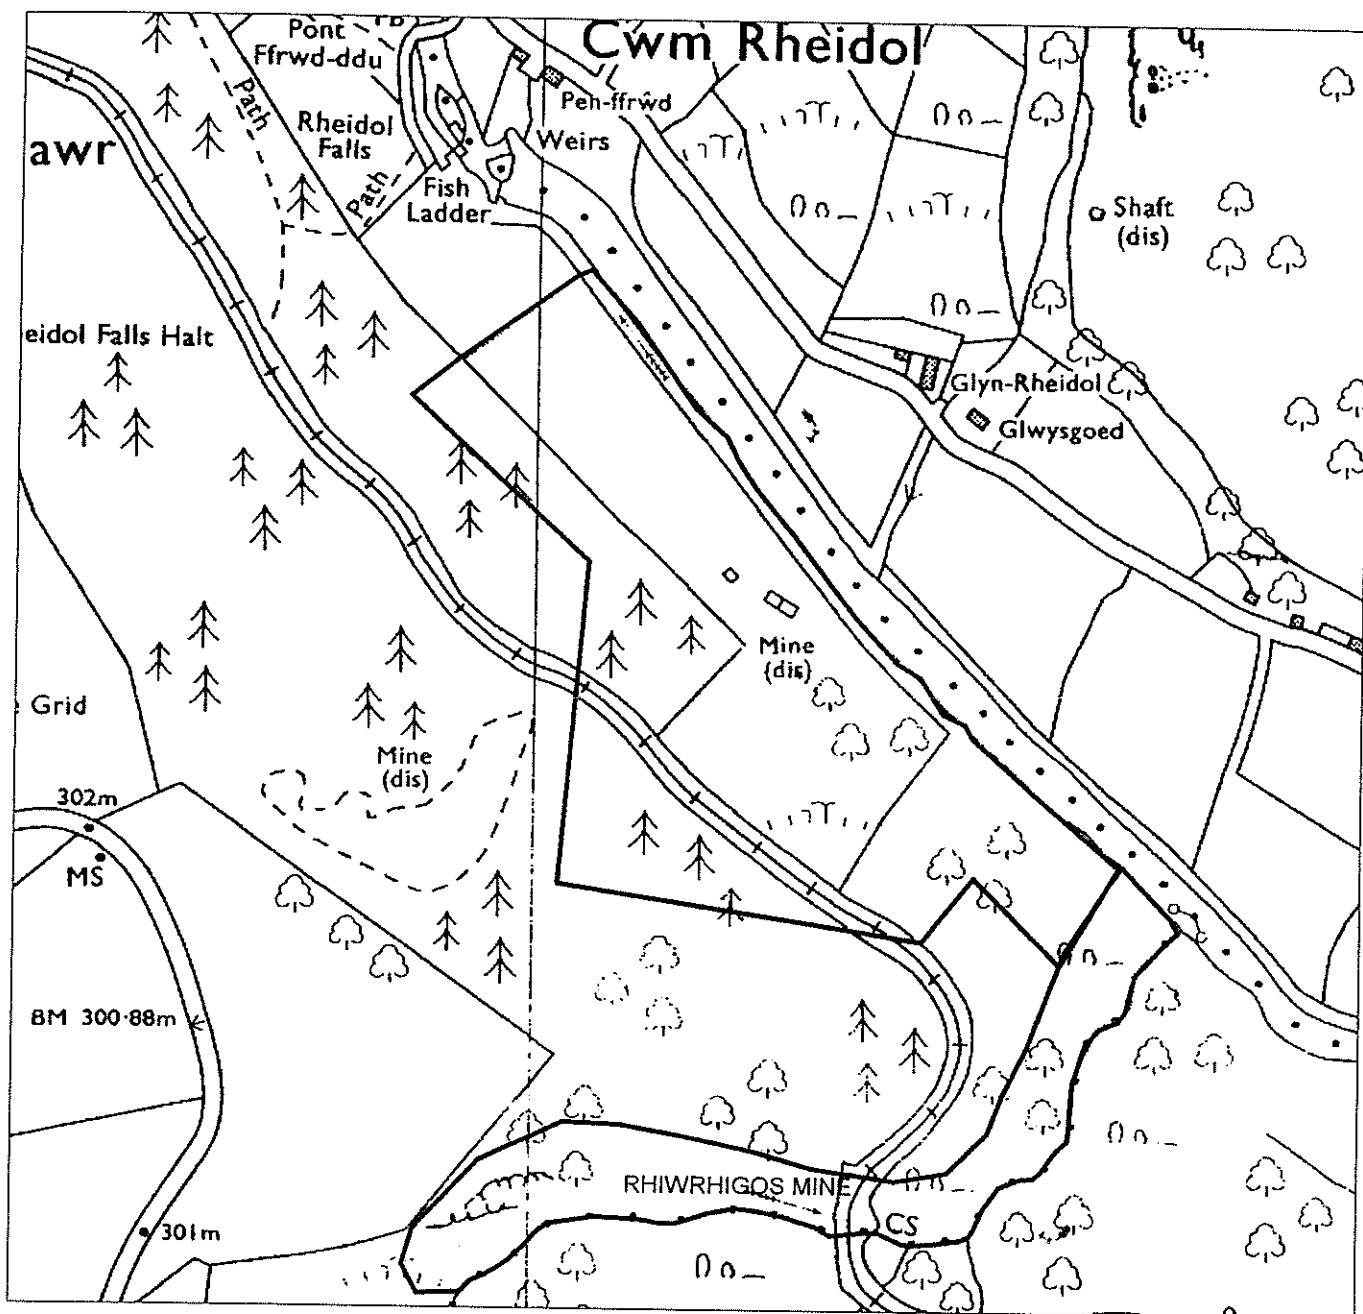 Pont
Ffrwd-ddu
Cwm Rheidol
Path
Peh-ffrŵd
Rheidol
Falls
Weirs
awr
Path
Fish
Ladder
Shaft
(dis)
eidol Falls Halt
Glyn-Rheidol
Glwysgoed
Mine
(dis)
Grid
Mine
(dis)
302m
MS
BM 300·88m
RHIWRHIGOS MINE
CS
301m